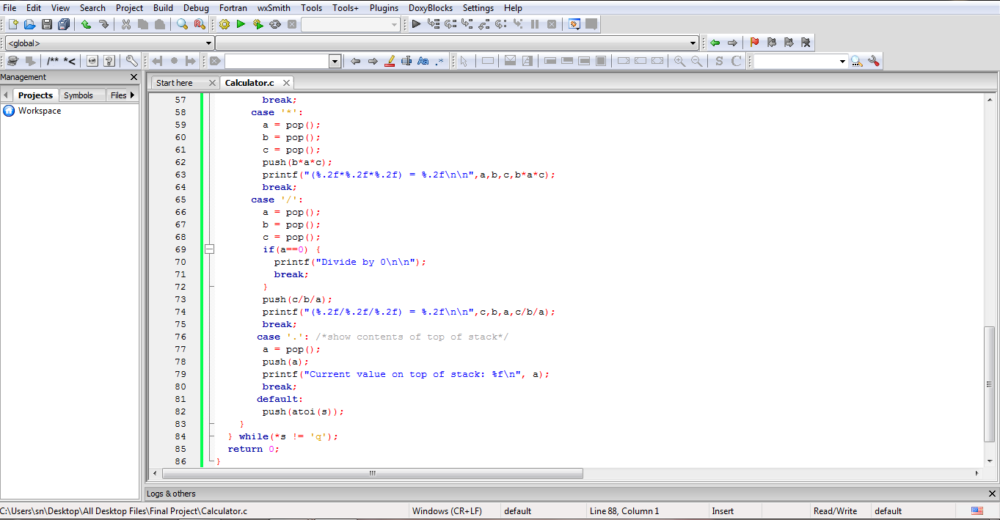 File Edit View Search Project Build Debug Fortran wxSmith Tools Tools+ Plugins DoxyBlocks Settings Help
<global>
/** *<
Aa .* S C
Management
Start here Calculator.c
Projects Symbols Files
Workspace
57 break;
58 case '*':
59 a = pop();
60 b = pop();
61 c = pop();
62 push(b*a*c);
63 printf("(%.2f*%.2f*%.2f) = %.2f\n\n",a,b,c,b*a*c);
64 break;
65 case '/':
66 a = pop();
67 b = pop();
68 c = pop();
69 if(a==0) {
70 printf("Divide by 0\n\n");
71 break;
72 }
73 push(c/b/a);
74 printf("(%.2f/%.2f/%.2f) = %.2f\n\n",c,b,a,c/b/a);
75 break;
76 case '.': /*show contents of top of stack*/
77 a = pop();
78 push(a);
79 printf("Current value on top of stack: %f\n", a);
80 break;
81 default:
82 push(atoi(s));
83 }
84 } while(*s != 'q');
85 return 0;
86 }
Logs & others
C:\Users\sn\Desktop\All Desktop Files\Final Project\Calculator.c Windows (CR+LF) default Line 88, Column 1 Insert Read/Write default